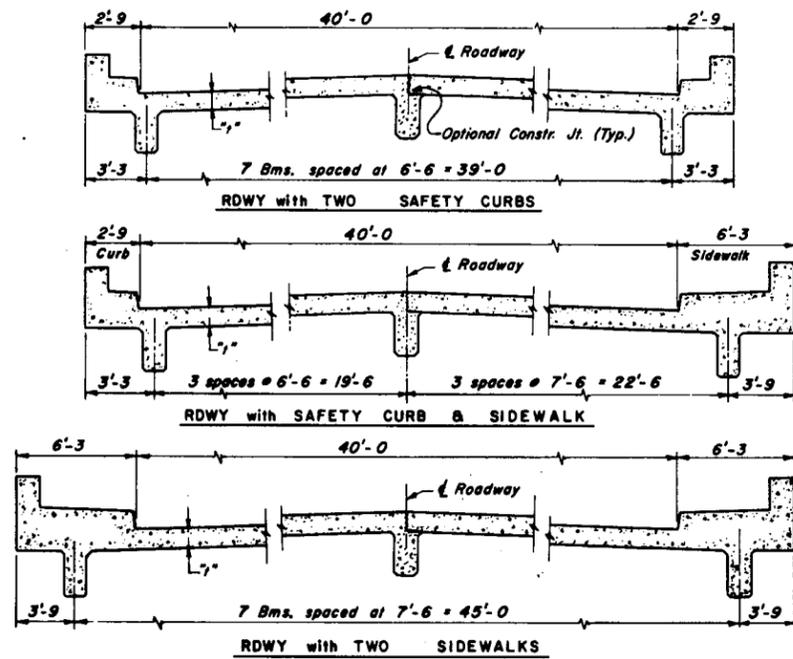 2'-9 40'-0 2'-9
℄ Roadway
"t"
Optional Constr. Jt. (Typ.)
3'-3 7 Bms. spaced at 6'-6 = 39'-0 3'-3
RDWY with TWO SAFETY CURBS
2'-9 40'-0 6'-3
Curb ℄ Roadway Sidewalk
"t"
3'-3 3 spaces @ 6'-6 = 19'-6 3 spaces @ 7'-6 = 22'-6 3'-9
RDWY with SAFETY CURB & SIDEWALK
6'-3 40'-0 6'-3
℄ Roadway
"t"
3'-9 7 Bms. spaced at 7'-6 = 45'-0 3'-9
RDWY with TWO SIDEWALKS